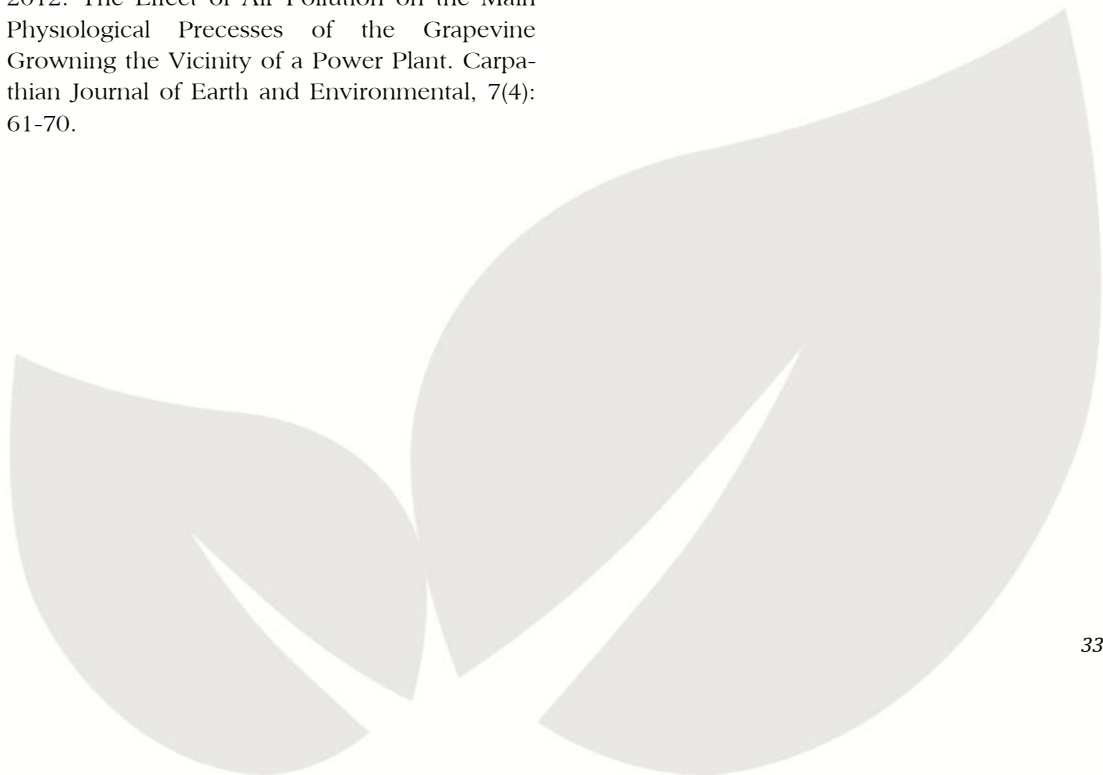 2012. The Effect of Air Pollution on the Main
Physıological Precesses of the Grapevine
Growning the Vicinity of a Power Plant. Carpa-
thian Journal of Earth and Environmental, 7(4):
61-70.
33